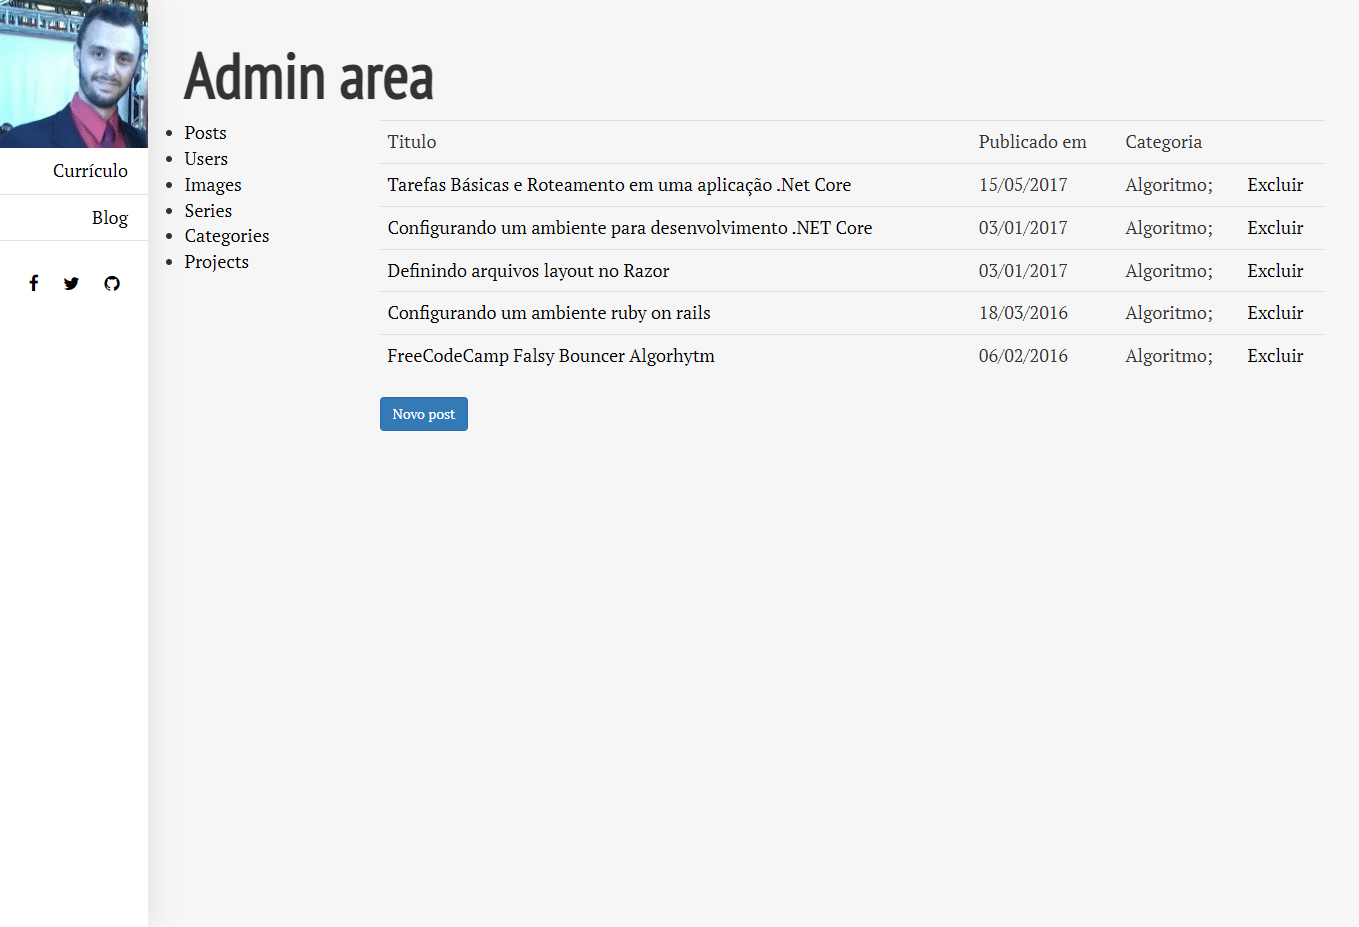 Currículo
Blog
Admin area
Posts
Users
Images
Series
Categories
Projects
Titulo Publicado em Categoria
Tarefas Básicas e Roteamento em uma aplicação .Net Core 15/05/2017 Algoritmo; Excluir
Configurando um ambiente para desenvolvimento .NET Core 03/01/2017 Algoritmo; Excluir
Definindo arquivos layout no Razor 03/01/2017 Algoritmo; Excluir
Configurando um ambiente ruby on rails 18/03/2016 Algoritmo; Excluir
FreeCodeCamp Falsy Bouncer Algorhytm 06/02/2016 Algoritmo; Excluir
Novo post